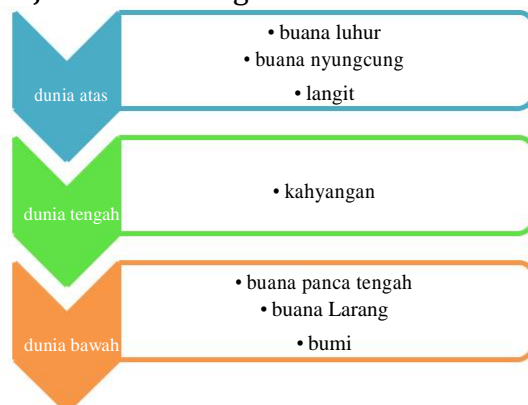 • buana luhur
• buana nyungcung
• langit
dunia atas
• kahyangan
dunia tengah
• buana panca tengah
• buana Larang
• bumi
dunia bawah